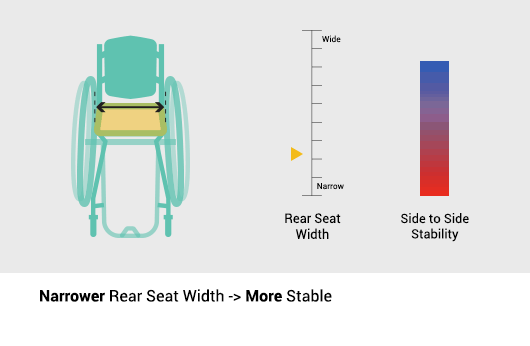 Wide
Narrow
Rear Seat
Width
Side to Side
Stability
Narrower Rear Seat Width -> More Stable